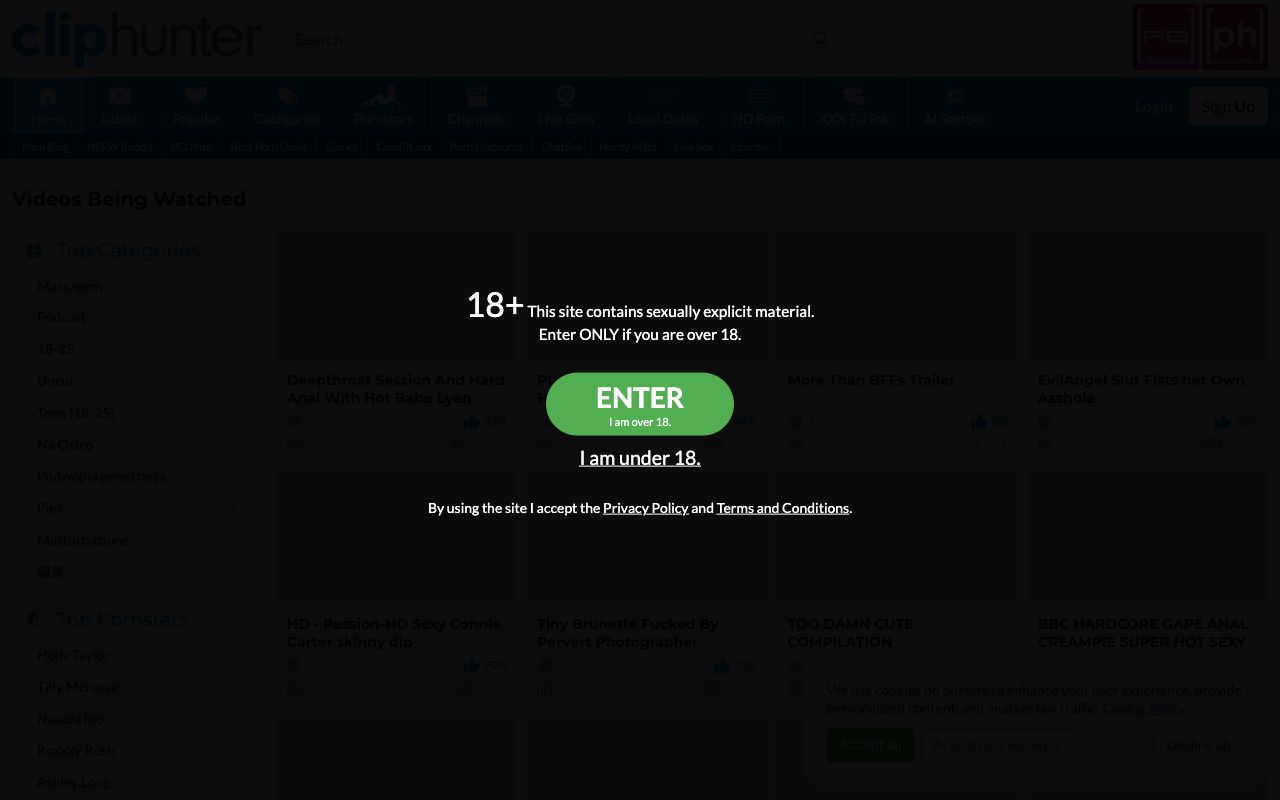 cliphunter
Search
F8
ph
Home
Latest
Popular
Categories
Pornstars
Channels
Live Girls
Local Dates
HD Porn
XXX TikTok
AI Sextbot
Login
Sign Up
Porn Blog
NSFW Reddit
HD Porn
Best Porn Deals
Games
CamBB.xxx
Porn Discounts
ChatSex
Horny Milfs
Live Sex
Eporner
Videos Being Watched
Top Categories
Massagem
Podcast
18-25
Uncut
Teen (18-25)
Na Ostro
Podwójna penetracja
Pies
Masturbazione
編集
Top Pornstars
Holly Taylor
Tilly Mcreese
Naudia Rio
Roxxxy Rush
Ashley Long
18+ This site contains sexually explicit material.
Enter ONLY if you are over 18.
ENTER
I am over 18.
I am under 18.
By using the site I accept the Privacy Policy and Terms and Conditions.
Deepthroat Session And Hard
Anal With Hot Babe Lyen
82%
84%
More Than BFFs Trailer
0%
EvilAngel Slut Fists her Own
Asshole
76%
HD - Passion-HD Sexy Connie
Carter skinny dip
79%
Tiny Brunette Fucked By
Pervert Photographer
75%
TOO DAMN CUTE
COMPILATION
BBC HARDCORE GAPE ANAL
CREAMPIE SUPER HOT SEXY
We use cookies on our site to enhance your user experience, provide
personalized content, and analyze our traffic. Cookie Policy.
Accept all
Accept non-essential
Decline all